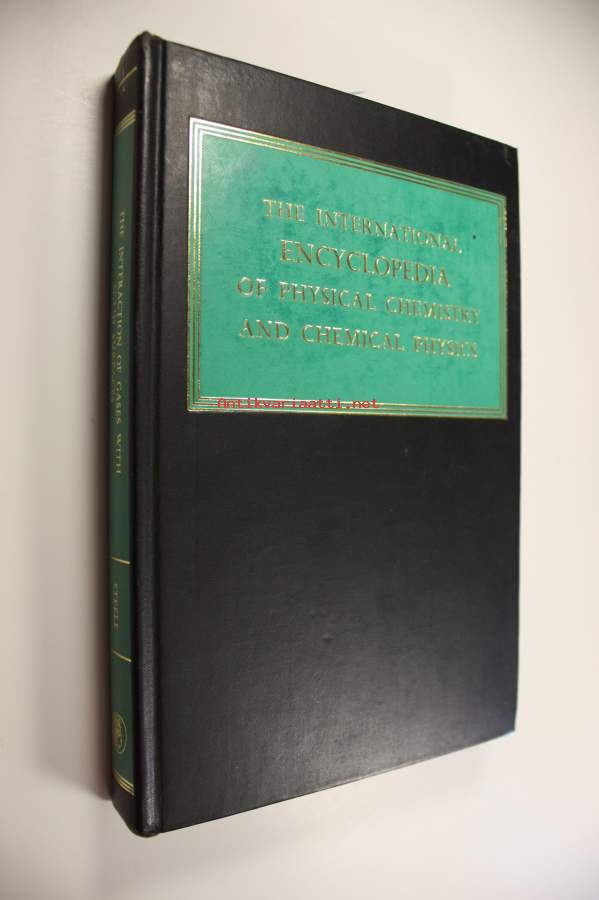 THE INTERNATIONAL
ENCYCLOPEDIA
OF PHYSICAL CHEMISTRY
AND CHEMICAL PHYSICS
Antikvariaatti.net
THE INTERACTION OF GASES WITH
STEELE